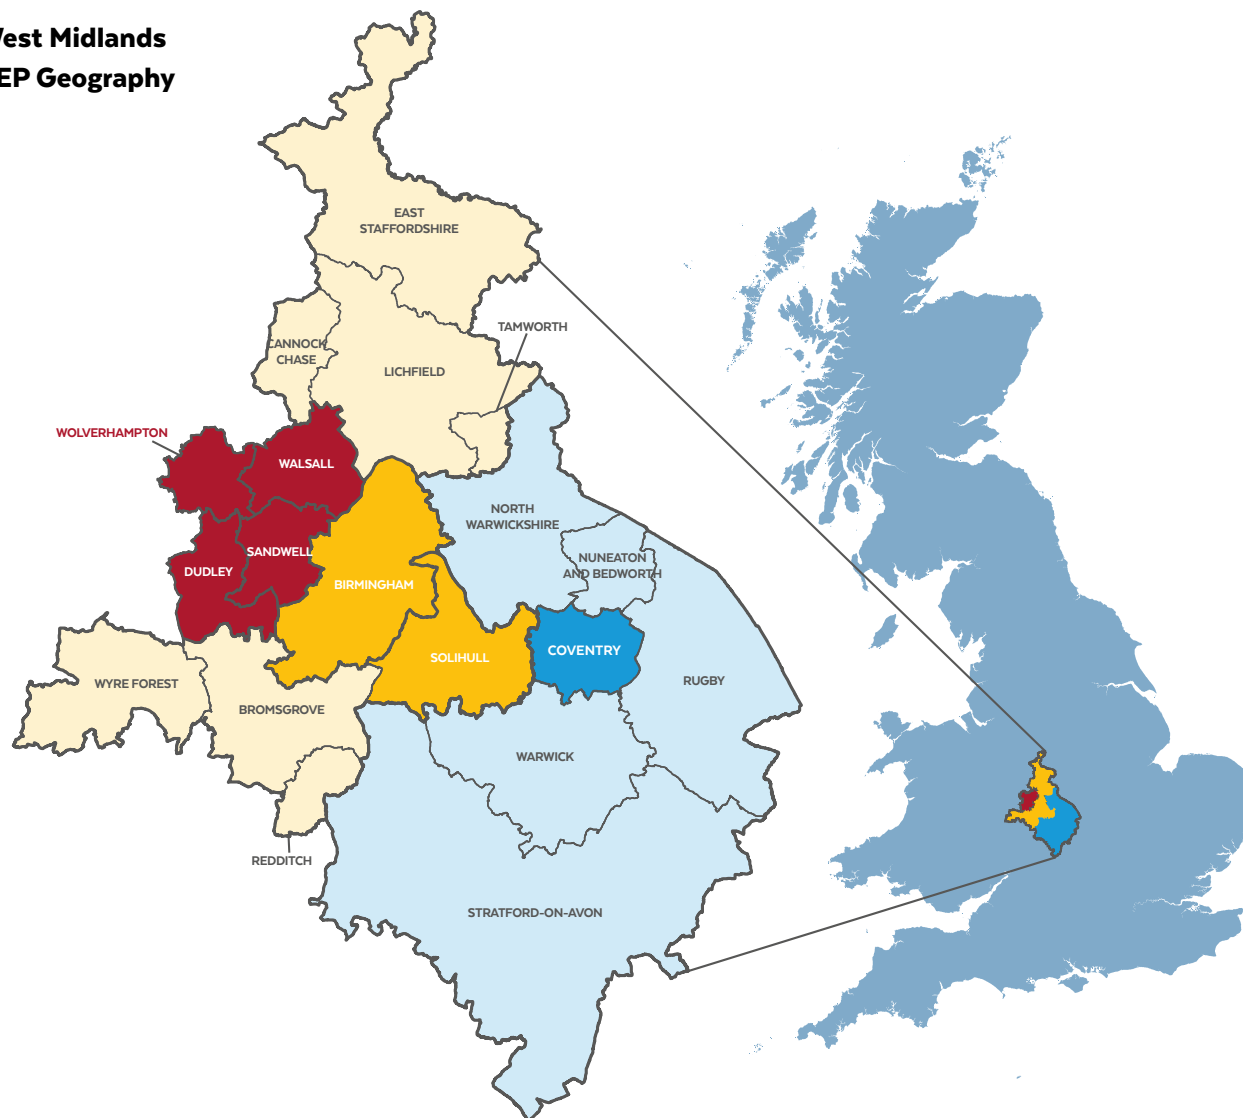 West Midlands
EP Geography
EAST
STAFFORDSHIRE
TAMWORTH
CANNOCK
CHASE
LICHFIELD
WOLVERHAMPTON
WALSALL
NORTH
WARWICKSHIRE
SANDWELL
NUNEATON
AND BEDWORTH
DUDLEY
BIRMINGHAM
COVENTRY
SOLIHULL
RUGBY
WYRE FOREST
BROMSGROVE
WARWICK
REDDITCH
STRATFORD-ON-AVON